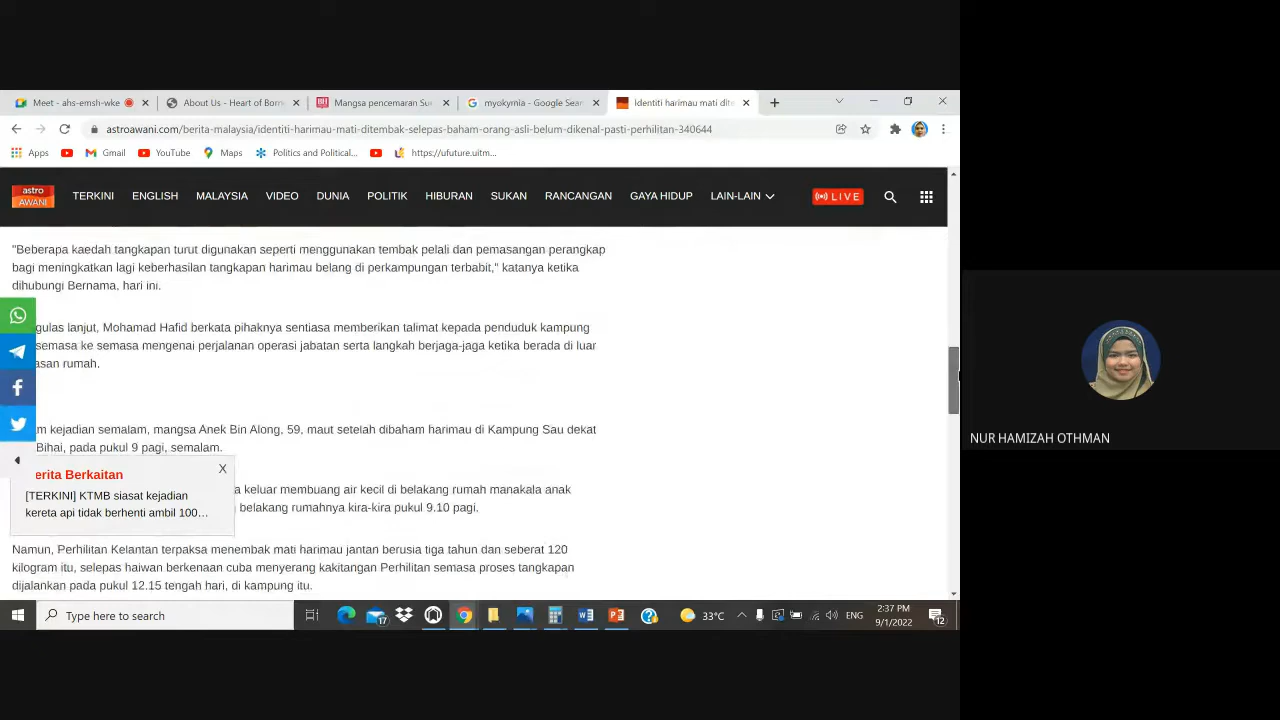 Meet - ahs-emsh-wke
About Us - Heart of Born
Mangsa pencemaran Su
myokymia - Google Sear
Identiti harimau mati dite
astroawani.com/berita-malaysia/identiti-harimau-mati-ditembak-selepas-baham-orang-asli-belum-dikenal-pasti-perhilitan-340644
Apps Gmail YouTube Maps Politics and Political... https://ufuture.uitm...
astro AWANI TERKINI ENGLISH MALAYSIA VIDEO DUNIA POLITIK HIBURAN SUKAN RANCANGAN GAYA HIDUP LAIN-LAIN LIVE
"Beberapa kaedah tangkapan turut digunakan seperti menggunakan tembak pelali dan pemasangan perangkap
bagi meningkatkan lagi keberhasilan tangkapan harimau belang di perkampungan terbabit," katanya ketika
dihubungi Bernama, hari ini.
gulas lanjut, Mohamad Hafid berkata pihaknya sentiasa memberikan talimat kepada penduduk kampung
semasa ke semasa mengenai perjalanan operasi jabatan serta langkah berjaga-jaga ketika berada di luar
asan rumah.
m kejadian semalam, mangsa Anek Bin Along, 59, maut setelah dibaham harimau di Kampung Sau dekat
Bihai, pada pukul 9 pagi, semalam.
erita Berkaitan X
[TERKINI] KTMB siasat kejadian
kereta api tidak berhenti ambil 100...
a keluar membuang air kecil di belakang rumah manakala anak
belakang rumahnya kira-kira pukul 9.10 pagi.
Namun, Perhilitan Kelantan terpaksa menembak mati harimau jantan berusia tiga tahun dan seberat 120
kilogram itu, selepas haiwan berkenaan cuba menyerang kakitangan Perhilitan semasa proses tangkapan
dijalankan pada pukul 12.15 tengah hari, di kampung itu.
Type here to search
17
33°C
ENG
2:37 PM
9/1/2022
12
NUR HAMIZAH OTHMAN